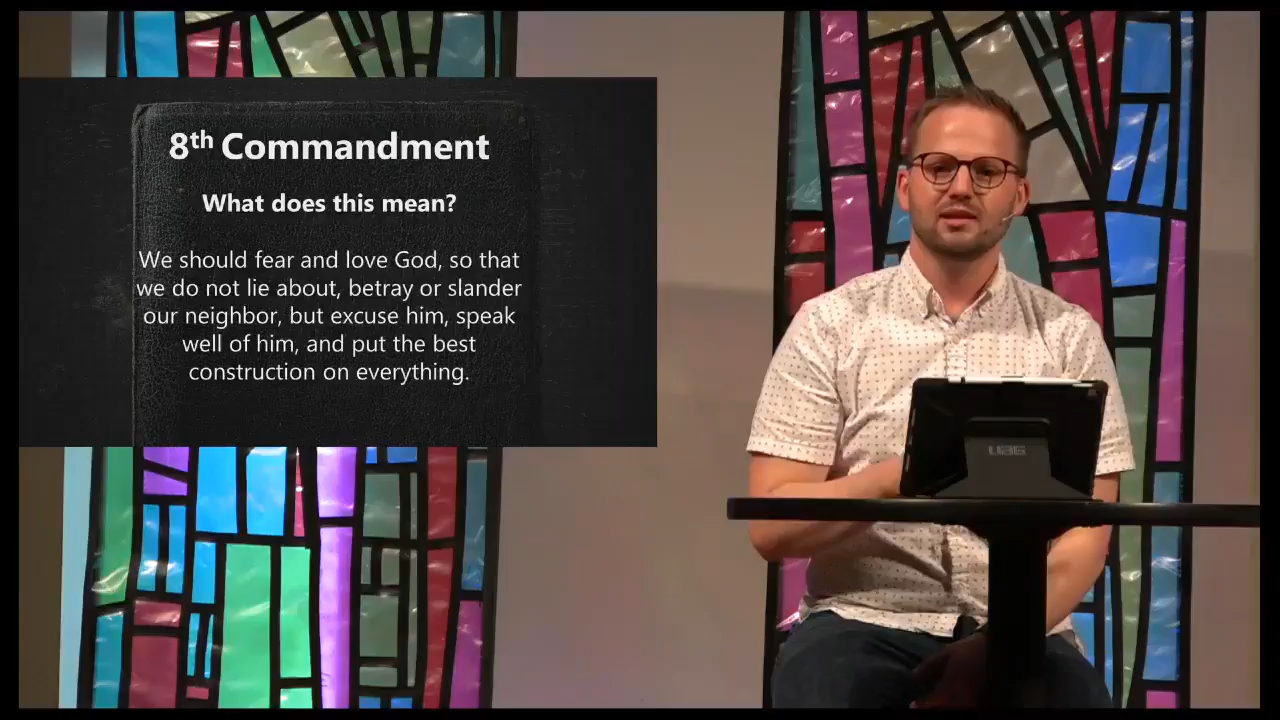 8th Commandment
What does this mean?
We should fear and love God, so that
we do not lie about, betray or slander
our neighbor, but excuse him, speak
well of him, and put the best
construction on everything.
UAG